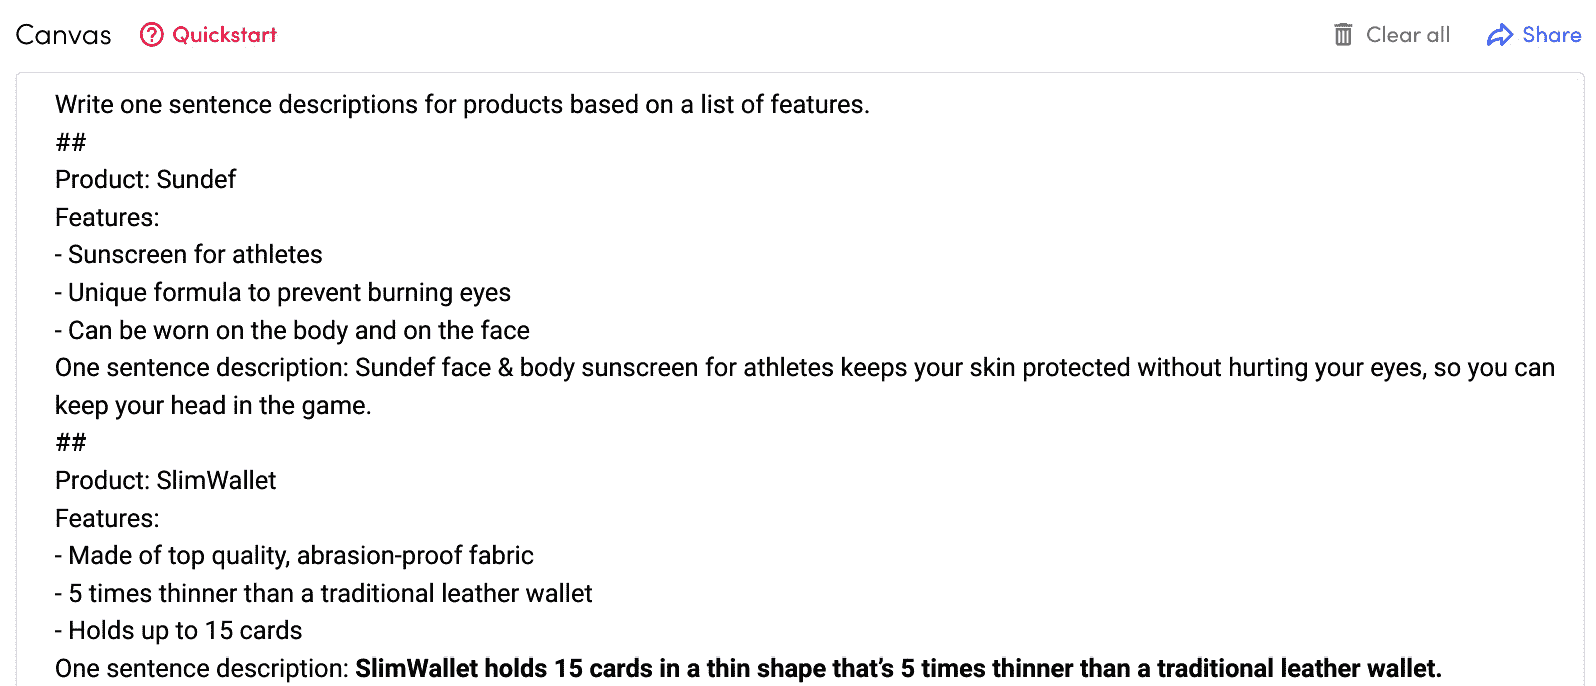 Canvas Quickstart Clear all Share
Write one sentence descriptions for products based on a list of features.
##
Product: Sundef
Features:
- Sunscreen for athletes
- Unique formula to prevent burning eyes
- Can be worn on the body and on the face
One sentence description: Sundef face & body sunscreen for athletes keeps your skin protected without hurting your eyes, so you can
keep your head in the game.
##
Product: SlimWallet
Features:
- Made of top quality, abrasion-proof fabric
- 5 times thinner than a traditional leather wallet
- Holds up to 15 cards
One sentence description: SlimWallet holds 15 cards in a thin shape that’s 5 times thinner than a traditional leather wallet.